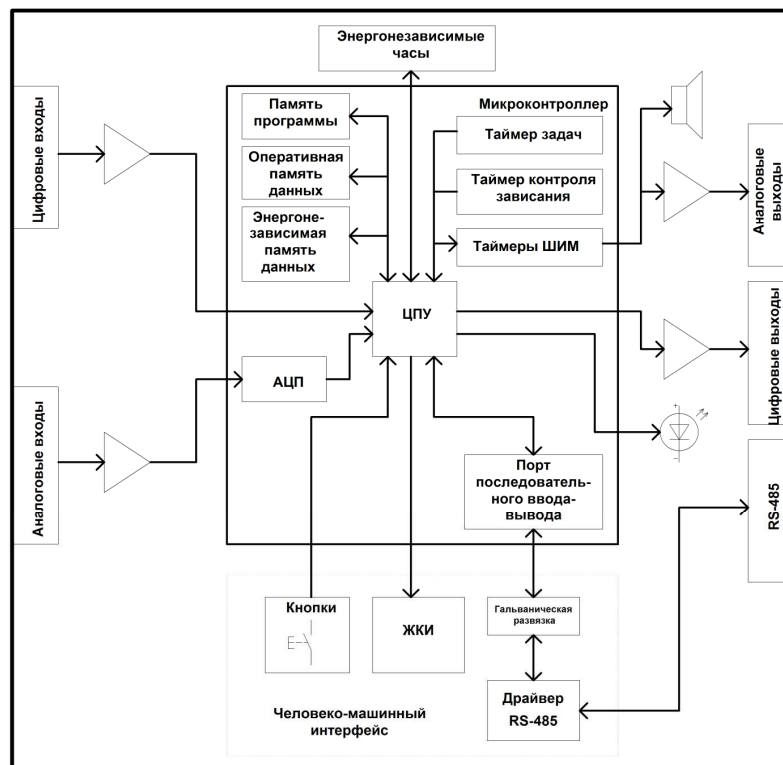 Энергонезависимые
часы
Микроконтроллер
Память
программы
Таймер задач
Оперативная
память
данных
Таймер контроля
зависания
Энергоне-
зависимая
память
данных
Таймеры ШИМ
Цифровые входы
Аналоговые
выходы
ЦПУ
АЦП
Цифровые выходы
Аналоговые входы
+
-
Порт
последователь-
ного ввода-
вывода
RS-485
Кнопки
ЖКИ
Гальваническая
развязка
Драйвер
RS-485
Человеко-машинный
интерфейс